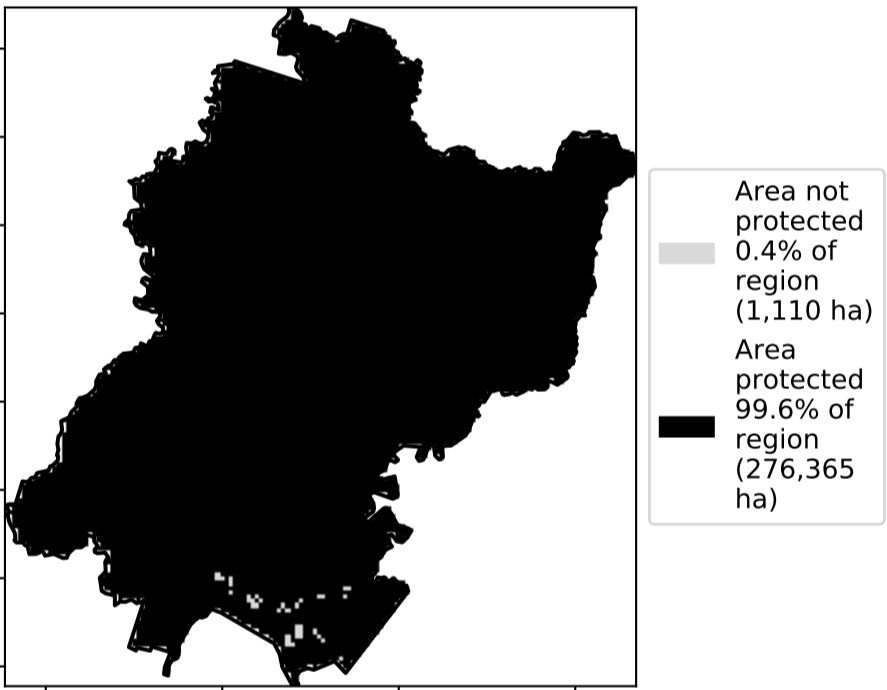 Area not
protected
0.4% of
region
(1,110 ha)
Area
protected
99.6% of
region
(276,365
ha)